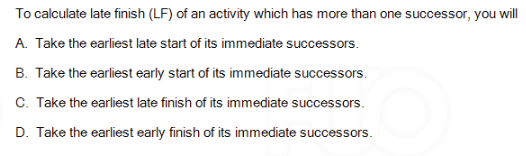 To calculate late finish (LF) of an activity which has more than one successor, you will
A. Take the earliest late start of its immediate successors.
B. Take the earliest early start of its immediate successors.
C. Take the earliest late finish of its immediate successors.
D. Take the earliest early finish of its immediate successors.